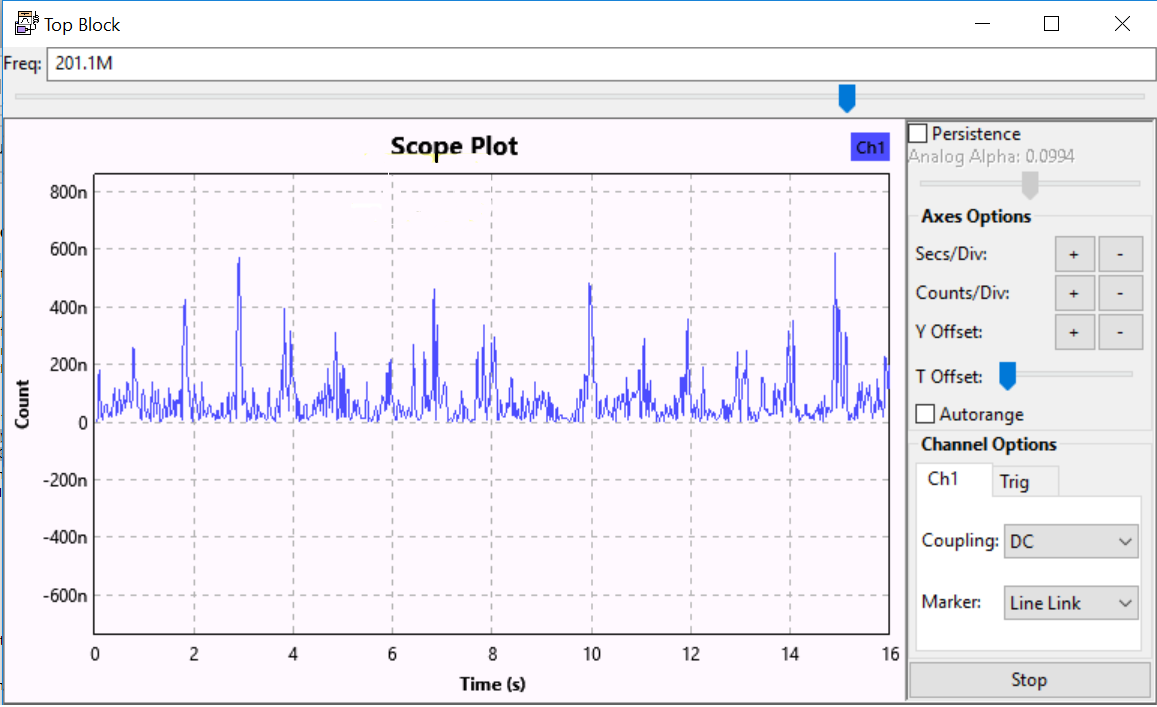 Top Block
Freq: 201.1M
Scope Plot
Ch1
800n
600n
400n
200n
0
-200n
-400n
-600n
Count
0 2 4 6 8 10 12 14 16
Time (s)
Persistence
Analog Alpha: 0.0994
Axes Options
Secs/Div: + -
Counts/Div: + -
Y Offset: + -
T Offset:
Autorange
Channel Options
Ch1 Trig
Coupling: DC
Marker: Line Link
Stop